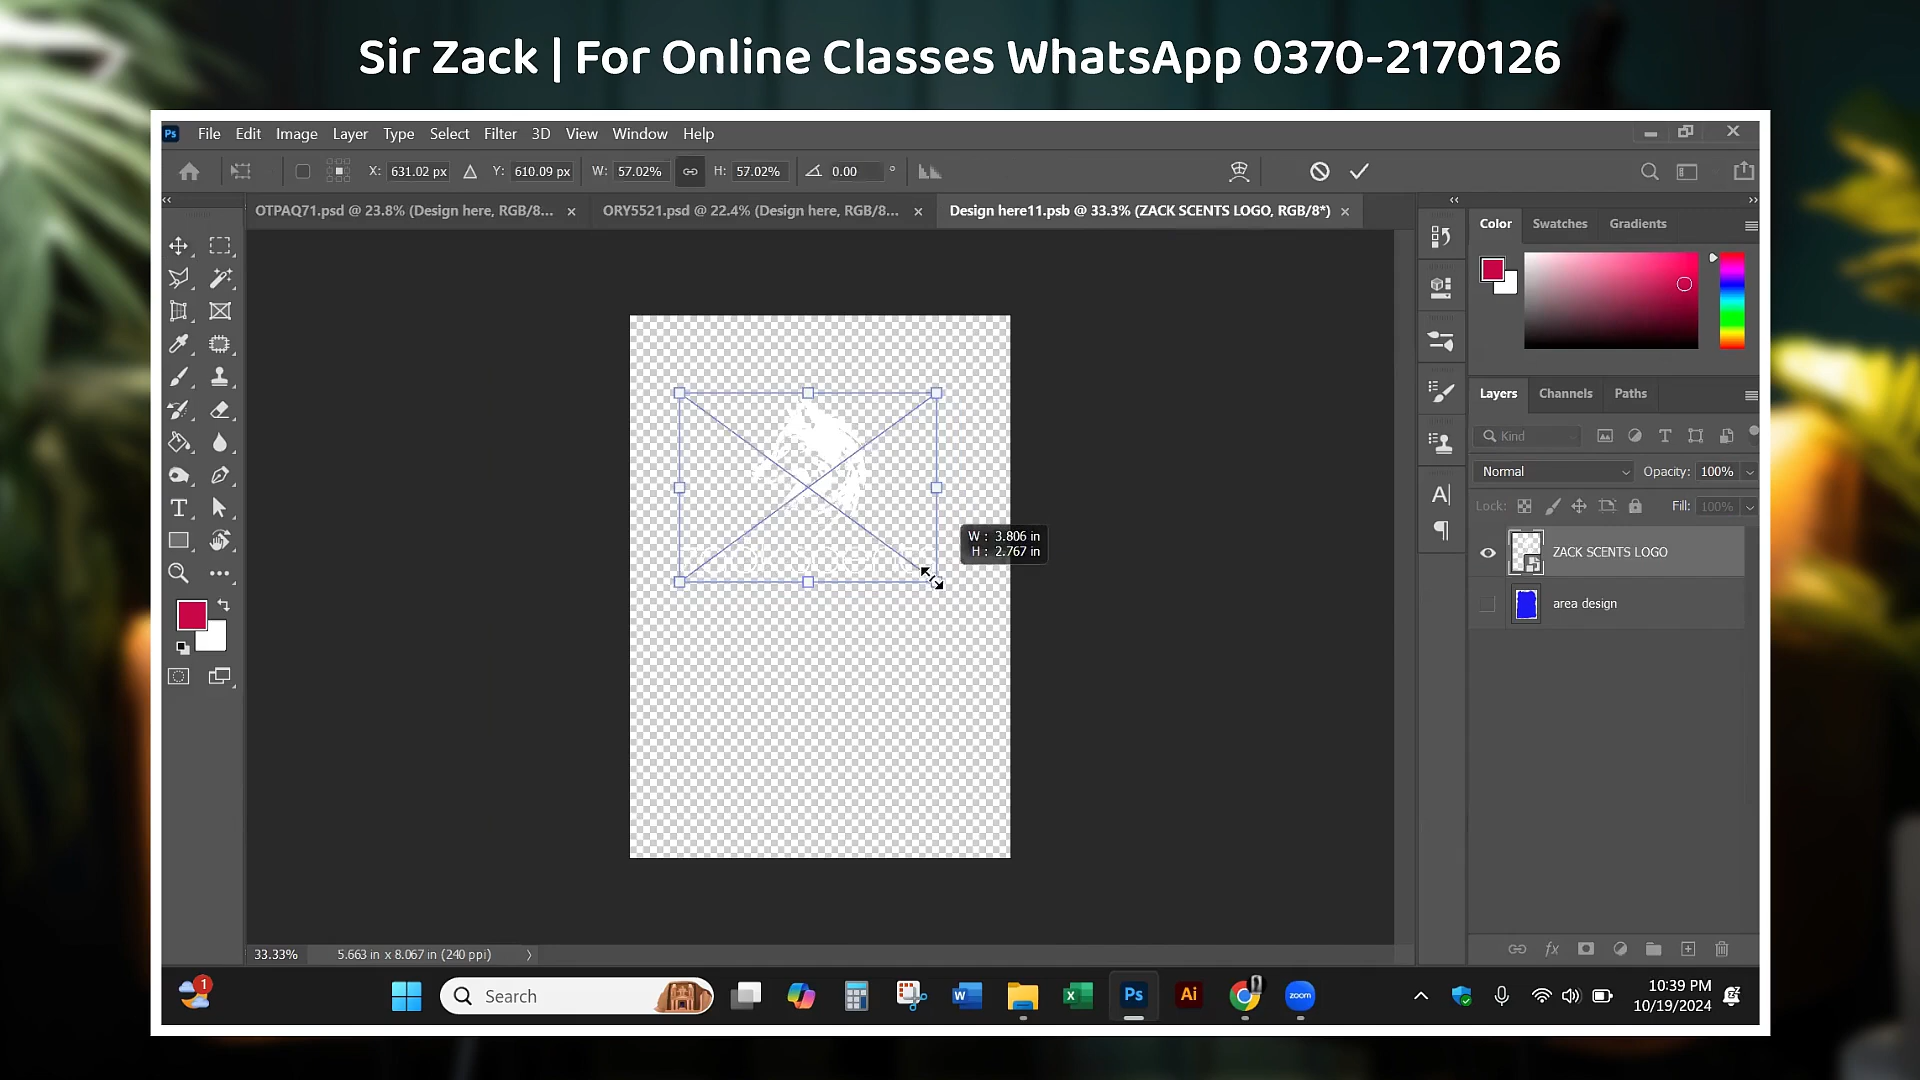 Sir Zack | For Online Classes WhatsApp 0370-2170126
Ps File Edit Image Layer Type Select Filter 3D View Window Help
X: 631.02 px Y: 610.09 px W: 57.02% H: 57.02% 0.00 °
OTPAQ71.psd @ 23.8% (Design here, RGB/8... ORY5521.psd @ 22.4% (Design here, RGB/8... Design here11.psb @ 33.3% (ZACK SCENTS LOGO, RGB/8*)
Color Swatches Gradients
Layers Channels Paths
Kind
Normal Opacity: 100%
Lock: Fill: 100%
ZACK SCENTS LOGO
area design
W : 3.806 in
H : 2.767 in
33.33% 5.663 in x 8.067 in (240 ppi)
1
Search
Ps
Ai
zoom
10:39 PM
10/19/2024